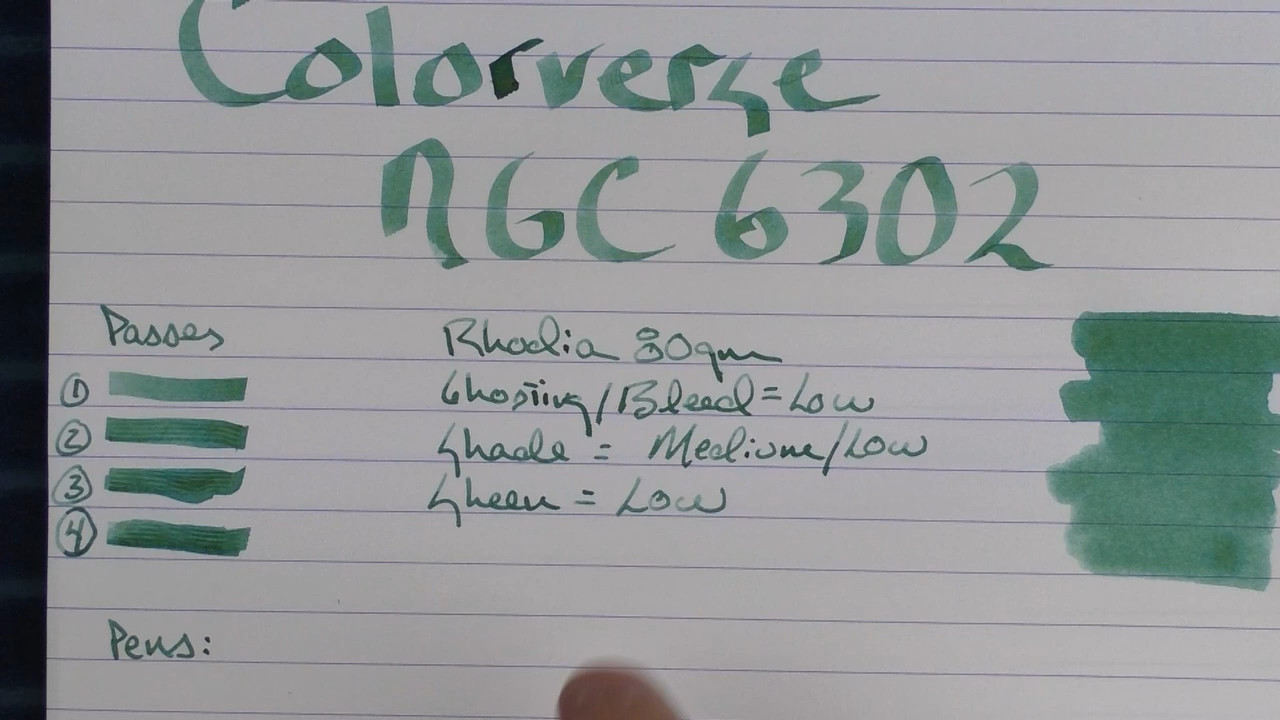 Colorverse
NGC 6302
Passes
Rhodia 80gm
① Ghosting/Bleed = Low
② Shade = Medium/Low
③ Sheen = Low
④
Pens: